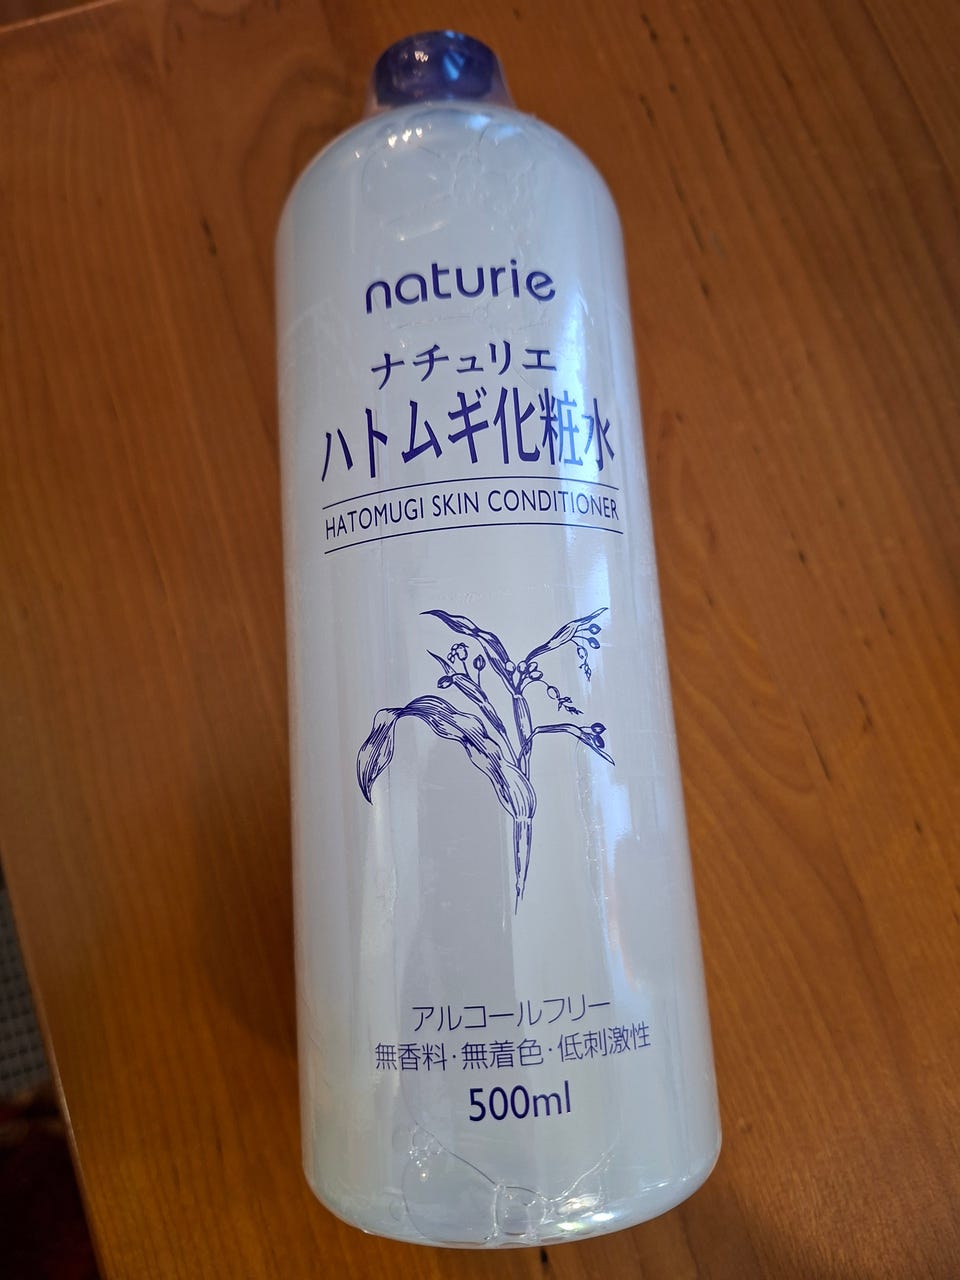 naturie
ナチュリエ
ハトムギ化粧水
HATOMUGI SKIN CONDITIONER
アルコールフリー
無香料・無着色・低刺激性
500ml